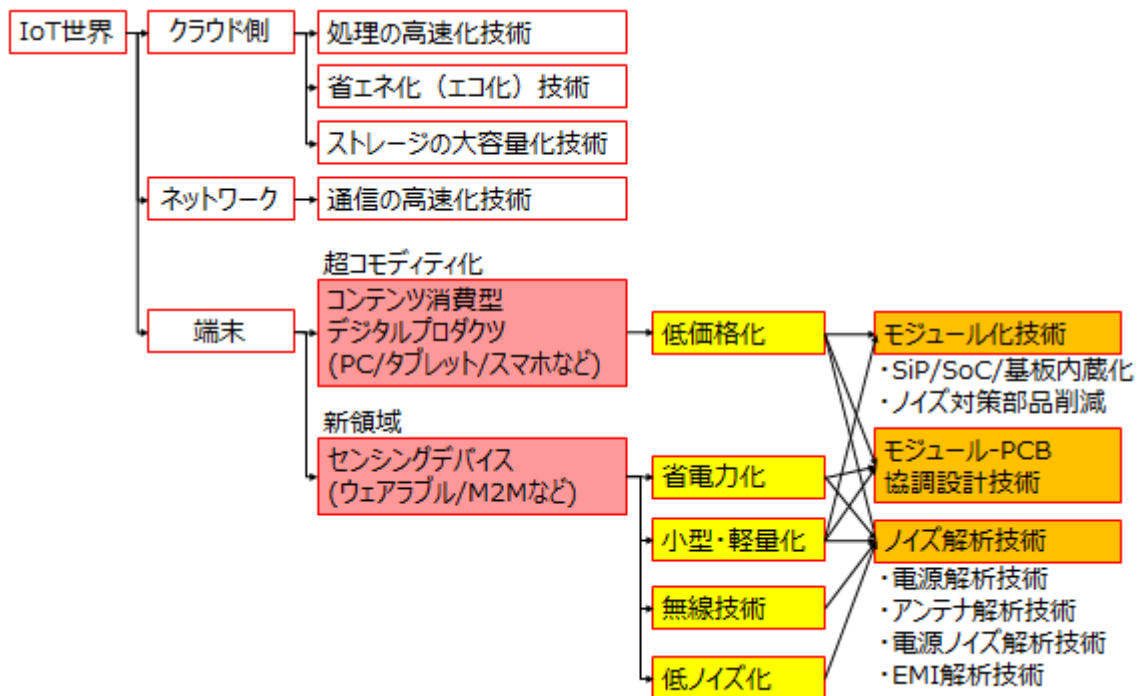 IoT世界
クラウド側
処理の高速化技術
省エネ化（エコ化）技術
ストレージの大容量化技術
ネットワーク
通信の高速化技術
超コモディティ化
端末
コンテンツ消費型
デジタルプロダクツ
(PC/タブレット/スマホなど)
低価格化
モジュール化技術
・SiP/SoC/基板内蔵化
・ノイズ対策部品削減
新領域
センシングデバイス
(ウェアラブル/M2Mなど)
省電力化
小型・軽量化
無線技術
低ノイズ化
モジュール-PCB
協調設計技術
ノイズ解析技術
・電源解析技術
・アンテナ解析技術
・電源ノイズ解析技術
・EMI解析技術